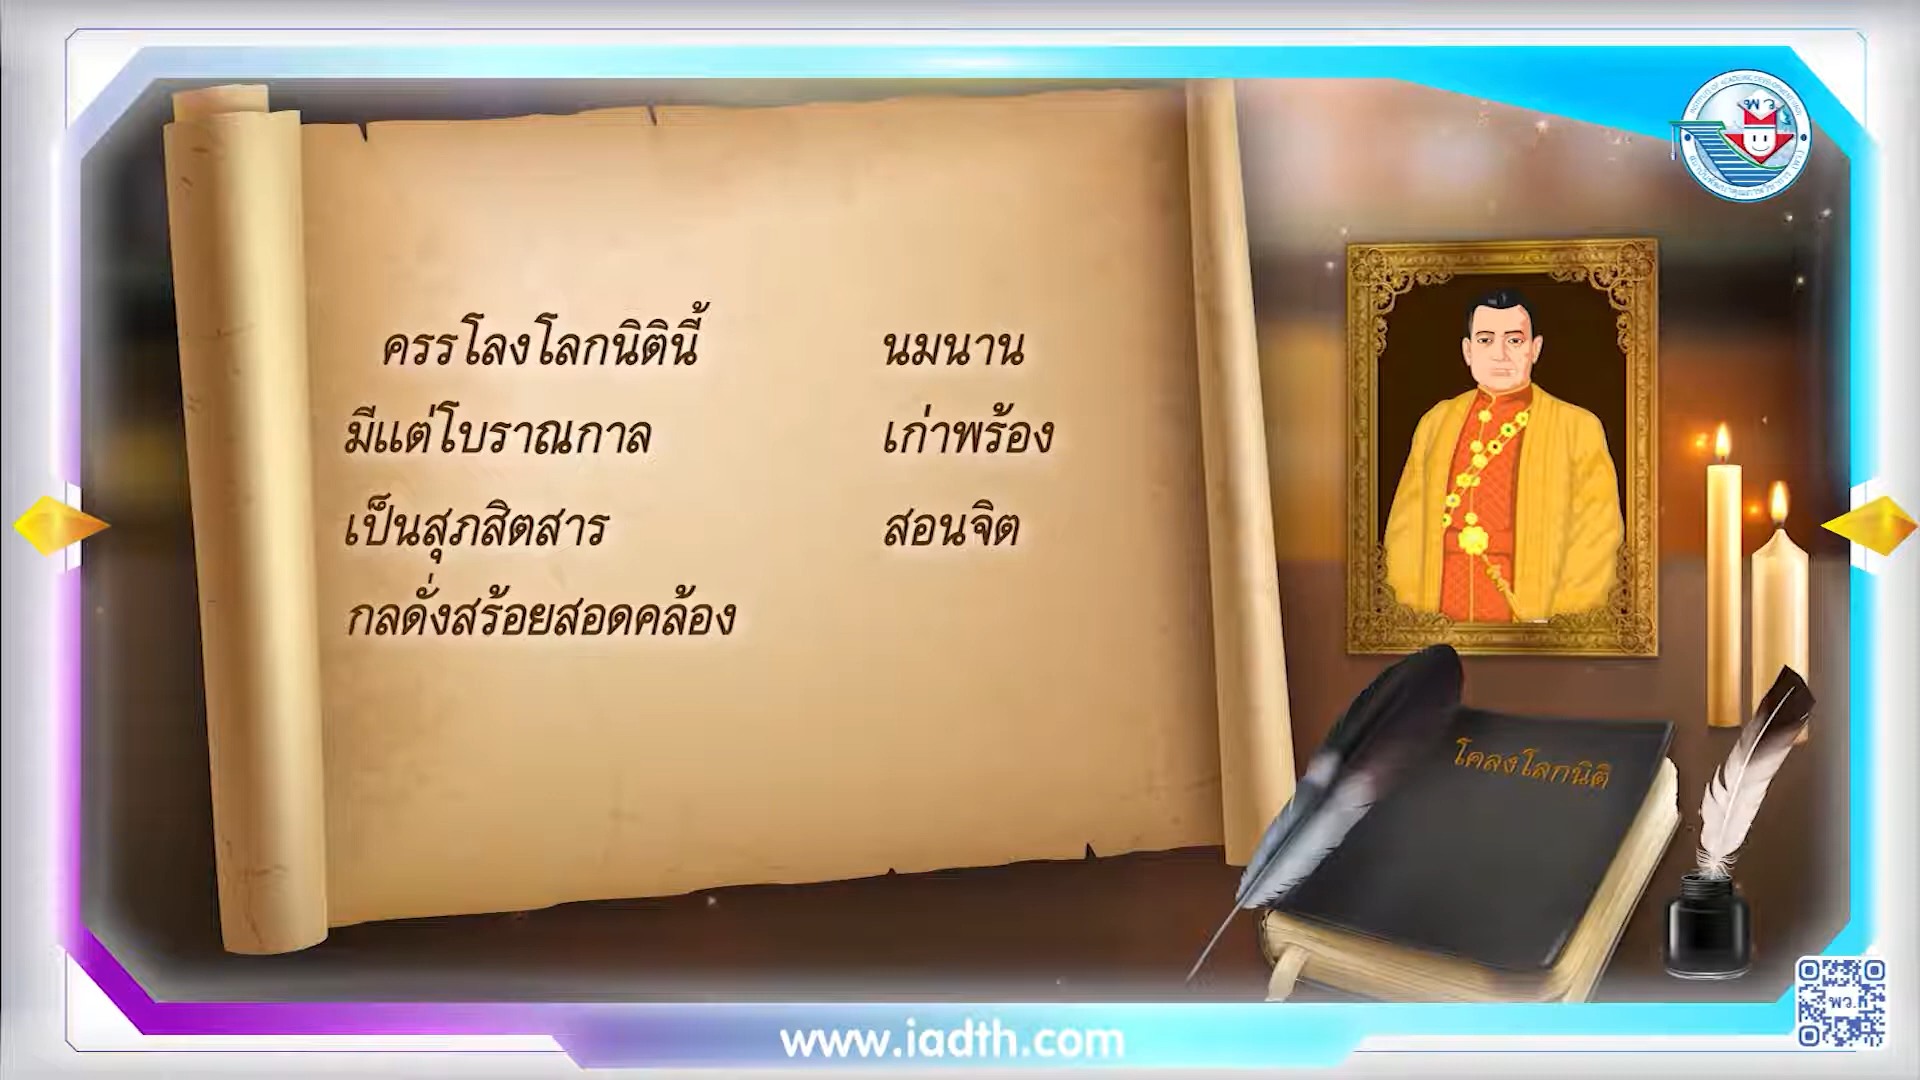 ครรโลงโลกนิตินี้ นมนาน
มีแต่โบราณกาล เก่าพร้อง
เป็นสุภสิตสาร สอนจิต
กลดั่งสร้อยสอดคล้อง
โคลงโลกนิติ
พว
พว.
www.iadth.com